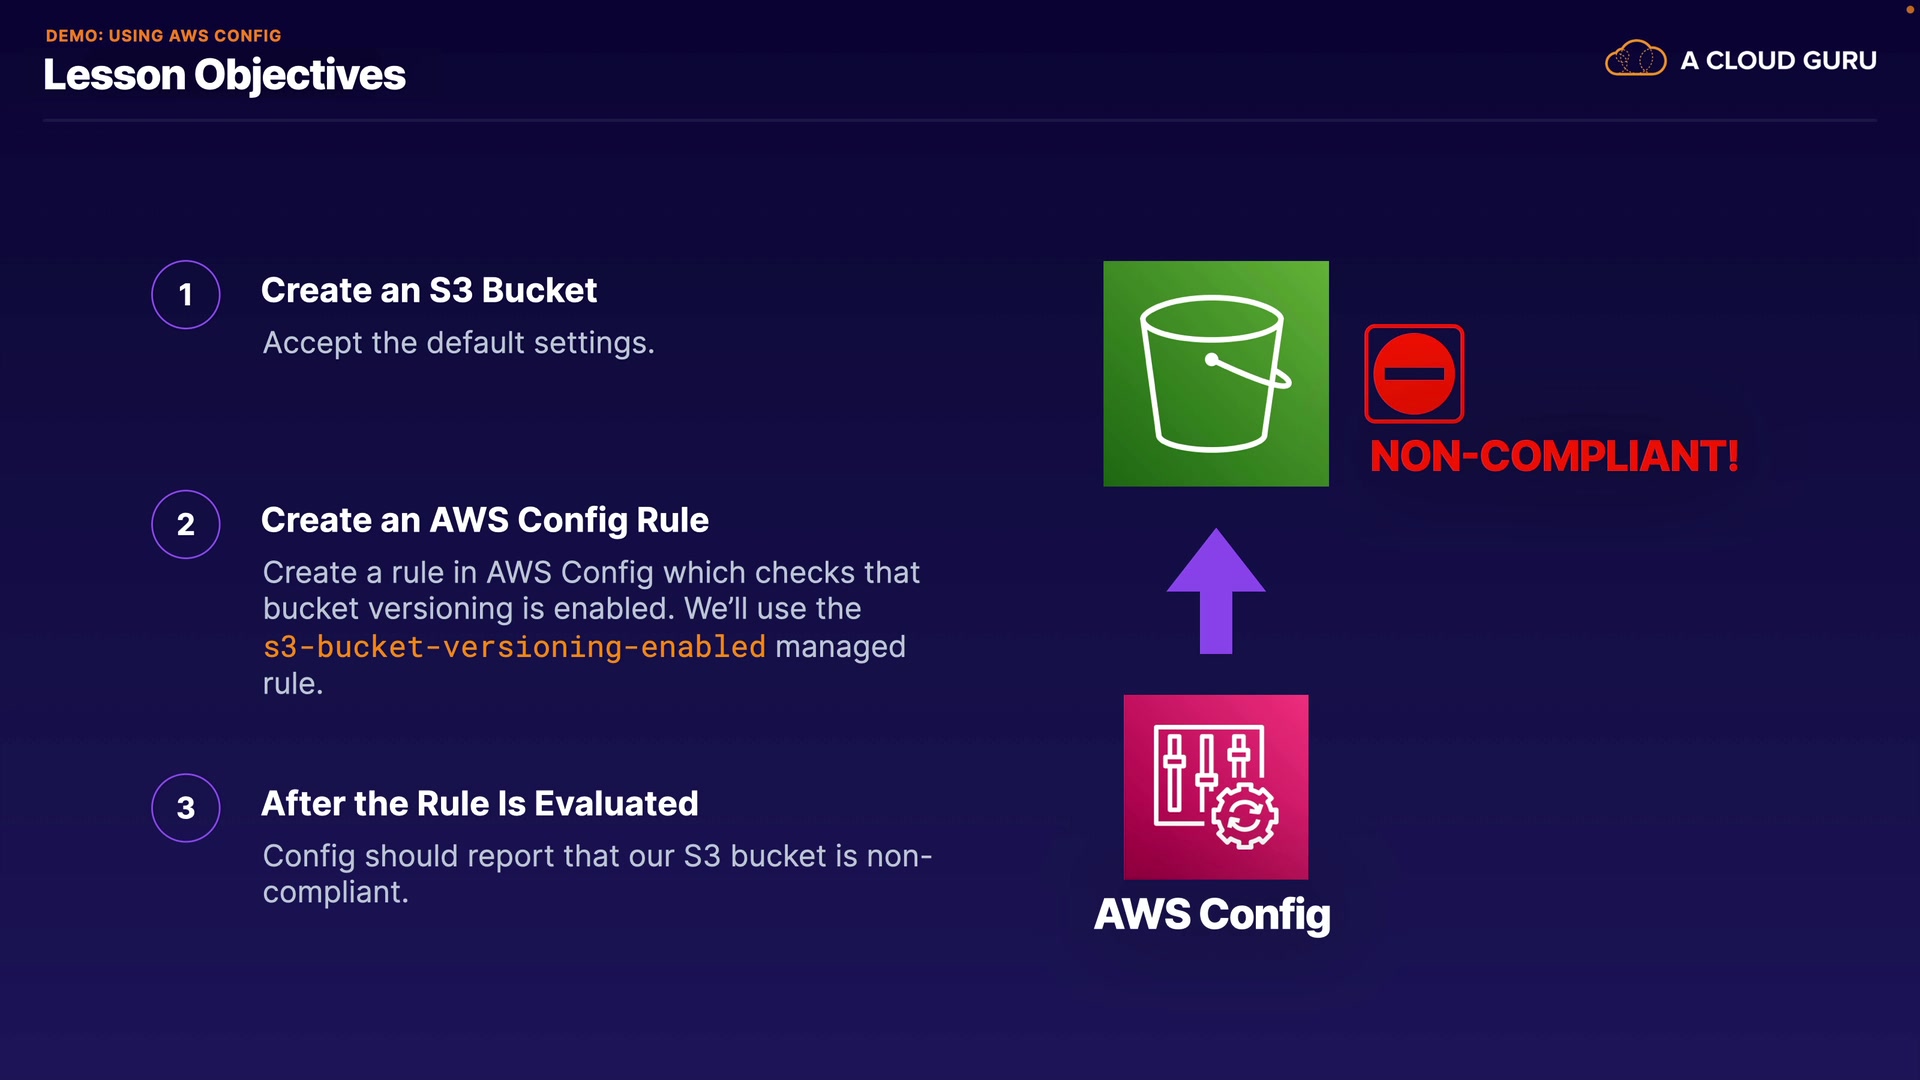 DEMO: USING AWS CONFIG
Lesson Objectives
A CLOUD GURU
1
Create an S3 Bucket
Accept the default settings.
2
Create an AWS Config Rule
Create a rule in AWS Config which checks that
bucket versioning is enabled. We’ll use the
s3-bucket-versioning-enabled managed
rule.
3
After the Rule Is Evaluated
Config should report that our S3 bucket is non-
compliant.
NON-COMPLIANT!
AWS Config